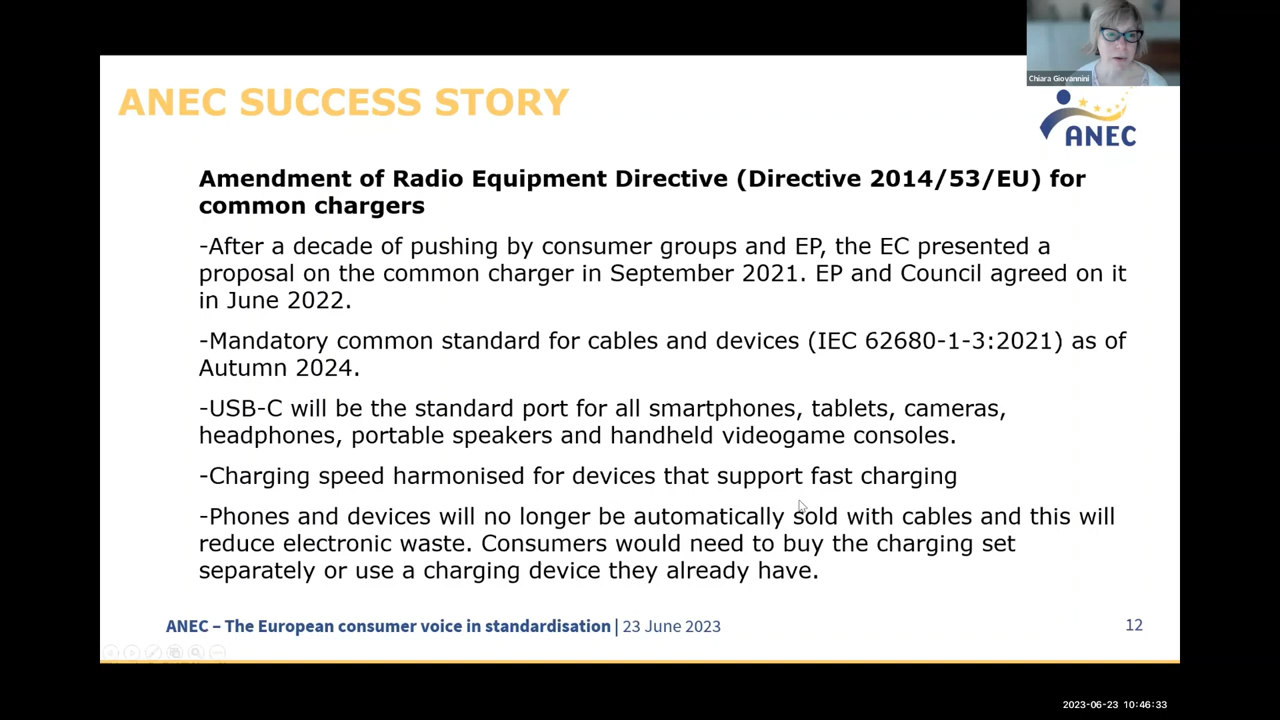 Chiara Giovannini
ANEC SUCCESS STORY
ANEC
Amendment of Radio Equipment Directive (Directive 2014/53/EU) for
common chargers
-After a decade of pushing by consumer groups and EP, the EC presented a
proposal on the common charger in September 2021. EP and Council agreed on it
in June 2022.
-Mandatory common standard for cables and devices (IEC 62680-1-3:2021) as of
Autumn 2024.
-USB-C will be the standard port for all smartphones, tablets, cameras,
headphones, portable speakers and handheld videogame consoles.
-Charging speed harmonised for devices that support fast charging
-Phones and devices will no longer be automatically sold with cables and this will
reduce electronic waste. Consumers would need to buy the charging set
separately or use a charging device they already have.
ANEC – The European consumer voice in standardisation | 23 June 2023
12
2023-06-23 10:46:33